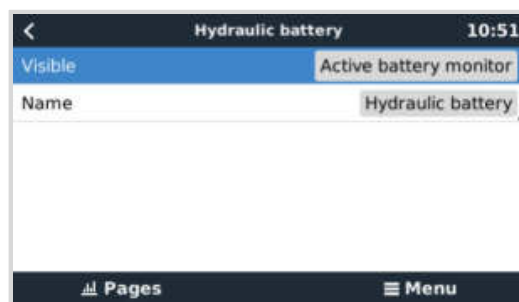 Hydraulic battery 10:51
Visible Active battery monitor
Name Hydraulic battery
Pages Menu